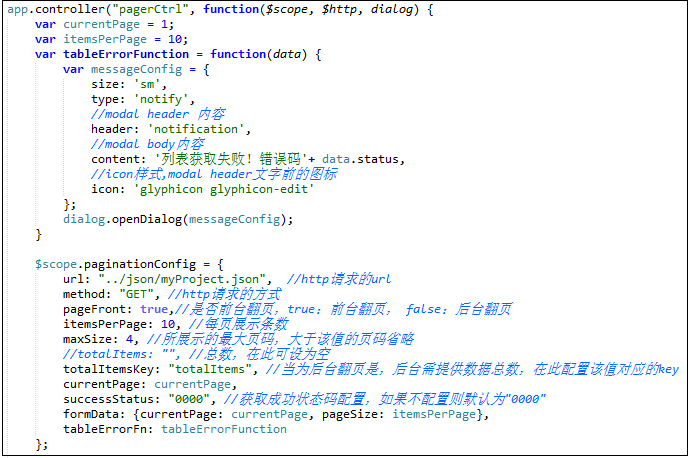 app.controller("pagerCtrl", function($scope, $http, dialog) {
    var currentPage = 1;
    var itemsPerPage = 10;
    var tableErrorFunction = function(data) {
        var messageConfig = {
            size: 'sm',
            type: 'notify',
            //modal header 内容
            header: 'notification',
            //modal body内容
            content: '列表获取失败！错误码'+ data.status,
            //icon样式,modal header文字前的图标
            icon: 'glyphicon glyphicon-edit'
        };
        dialog.openDialog(messageConfig);
    }
    $scope.paginationConfig = {
        url: "../json/myProject.json",  //http请求的url
        method: "GET", //http请求的方式
        pageFront: true,//是否前台翻页，true：前台翻页， false：后台翻页
        itemsPerPage: 10, //每页展示条数
        maxSize: 4, //所展示的最大页码，大于该值的页码省略
        //totalItems: "", //总数，在此可设为空
        totalItemsKey: "totalItems", //当为后台翻页是，后台需提供数据总数，在此配置该值对应的key
        currentPage: currentPage,
        successStatus: "0000", //获取成功状态码配置，如果不配置则默认为"0000"
        formData: {currentPage: currentPage, pageSize: itemsPerPage},
        tableErrorFn: tableErrorFunction
    };